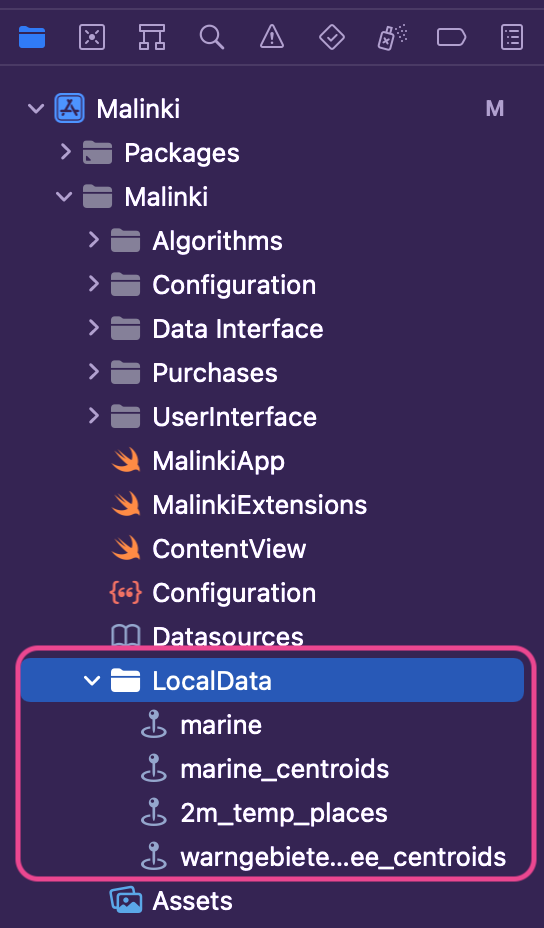 Malinki M
Packages
Malinki
Algorithms
Configuration
Data Interface
Purchases
UserInterface
MalinkiApp
MalinkiExtensions
ContentView
Configuration
Datasources
LocalData
marine
marine_centroids
2m_temp_places
warngebiete...ee_centroids
Assets